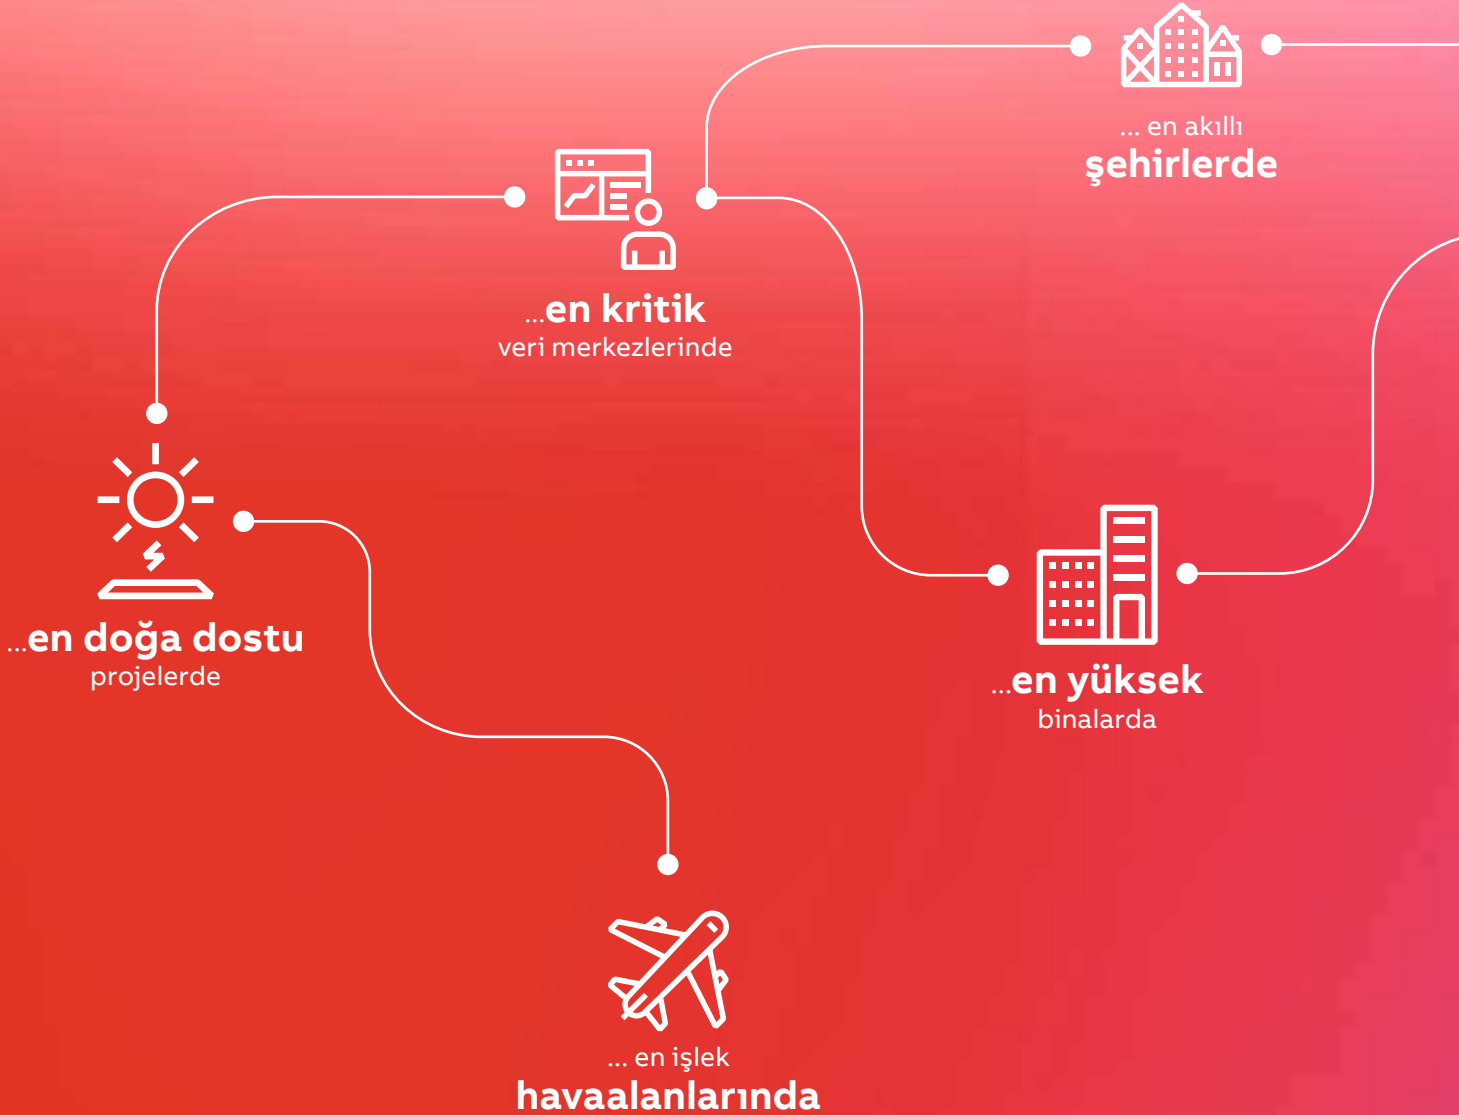 ... en akıllı
şehirlerde
...en kritik
veri merkezlerinde
...en doğa dostu
projelerde
...en yüksek
binalarda
... en işlek
havaalanlarında